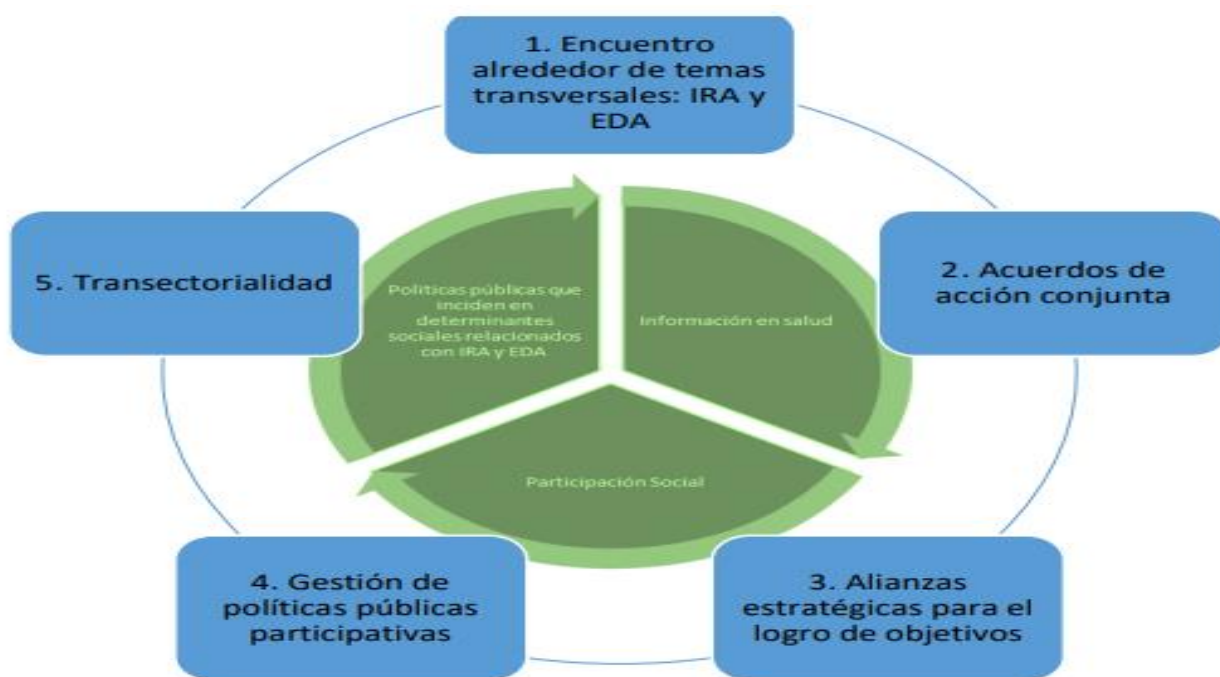 1. Encuentro
alrededor de temas
transversales: IRA y
EDA
2. Acuerdos de
acción conjunta
3. Alianzas
estratégicas para el
logro de objetivos
4. Gestión de
políticas públicas
participativas
5. Transectorialidad
Políticas públicas que
inciden en
determinantes
sociales relacionados
con IRA y EDA
Información en salud
Participación Social